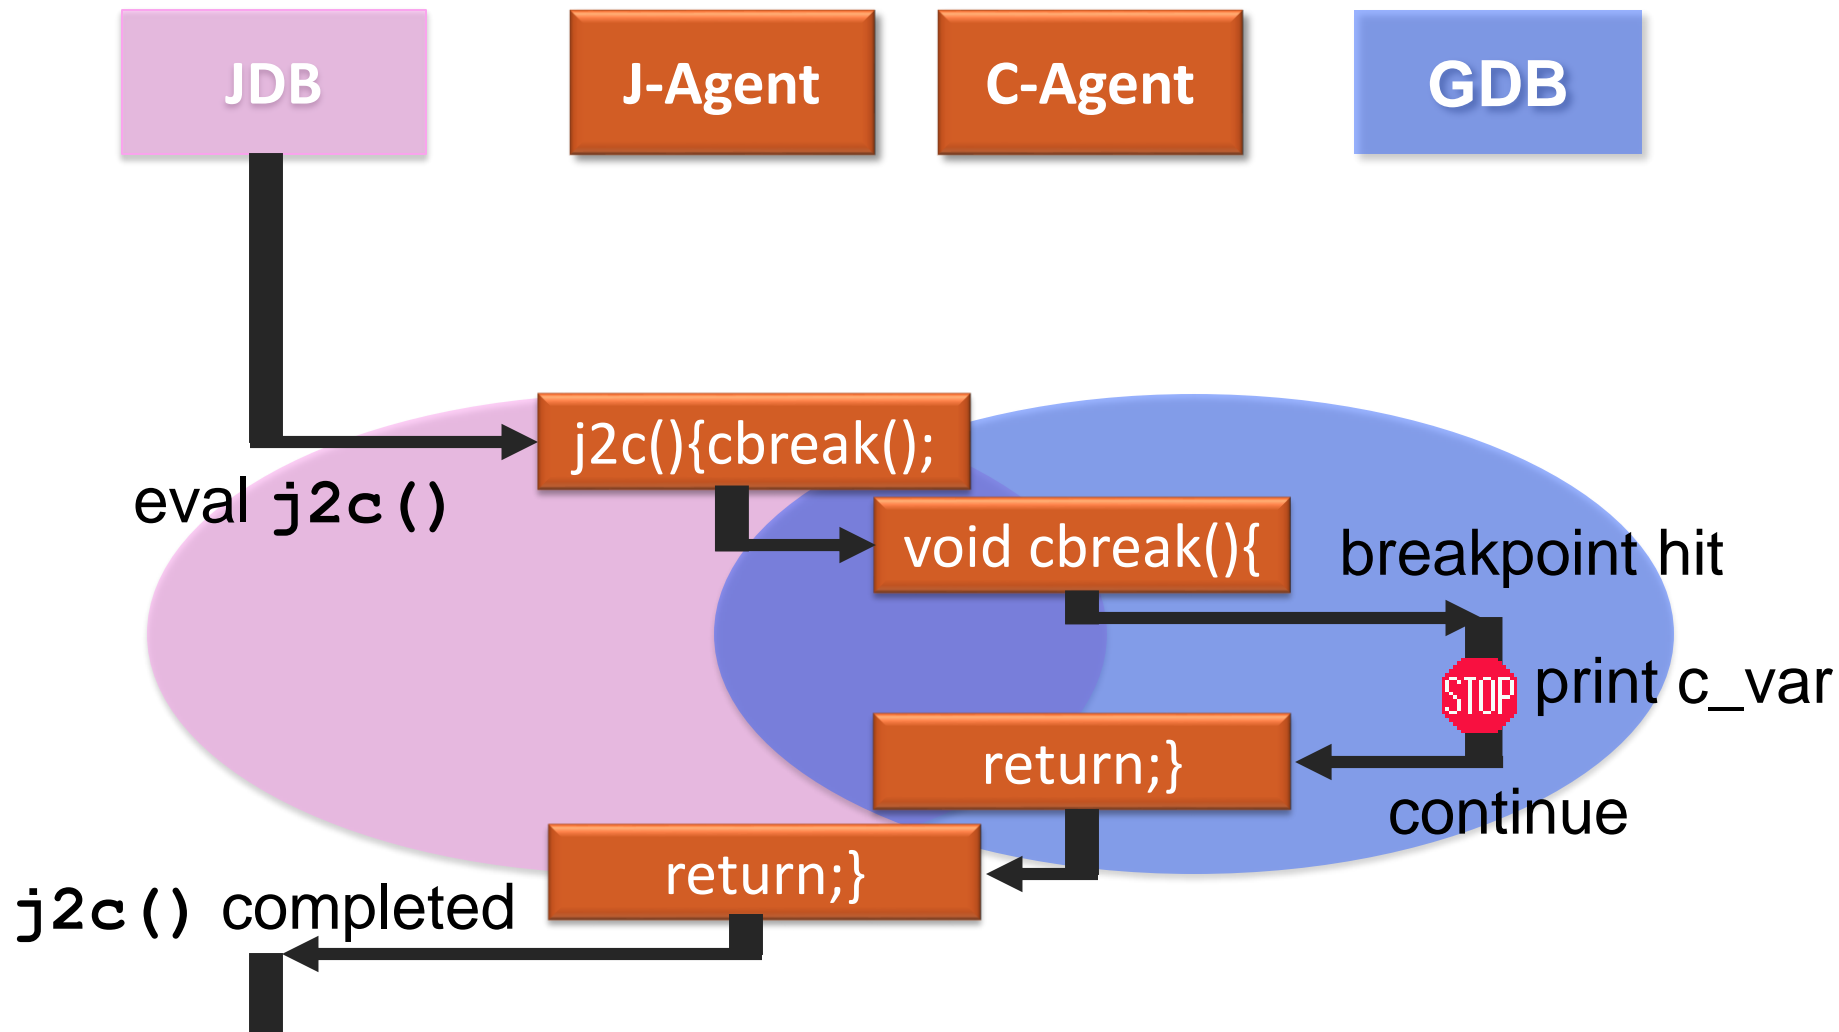 JDB
J-Agent
C-Agent
GDB
j2c(){cbreak();
eval j2c()
void cbreak(){
breakpoint hit
STOP
print c_var
return;}
continue
return;}
j2c() completed